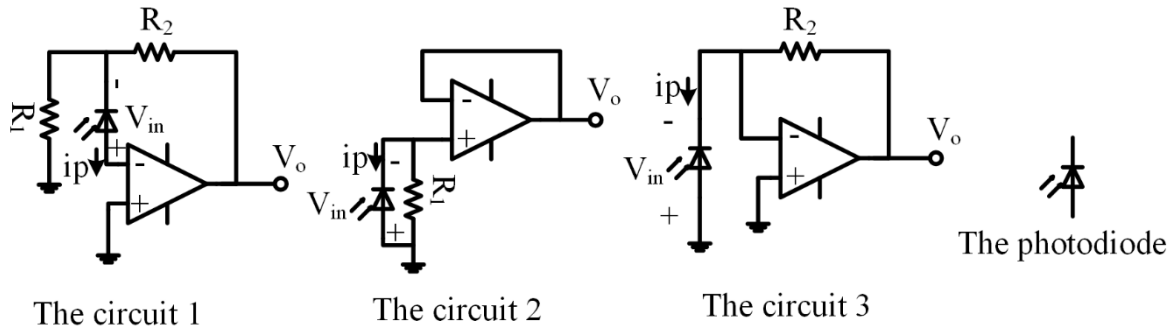 R2
-
R1
Vin
+
ip
-
+
Vo
The circuit 1
-
+
Vo
ip
-
R1
Vin
+
The circuit 2
R2
ip
-
Vin
+
-
+
Vo
The circuit 3
The photodiode